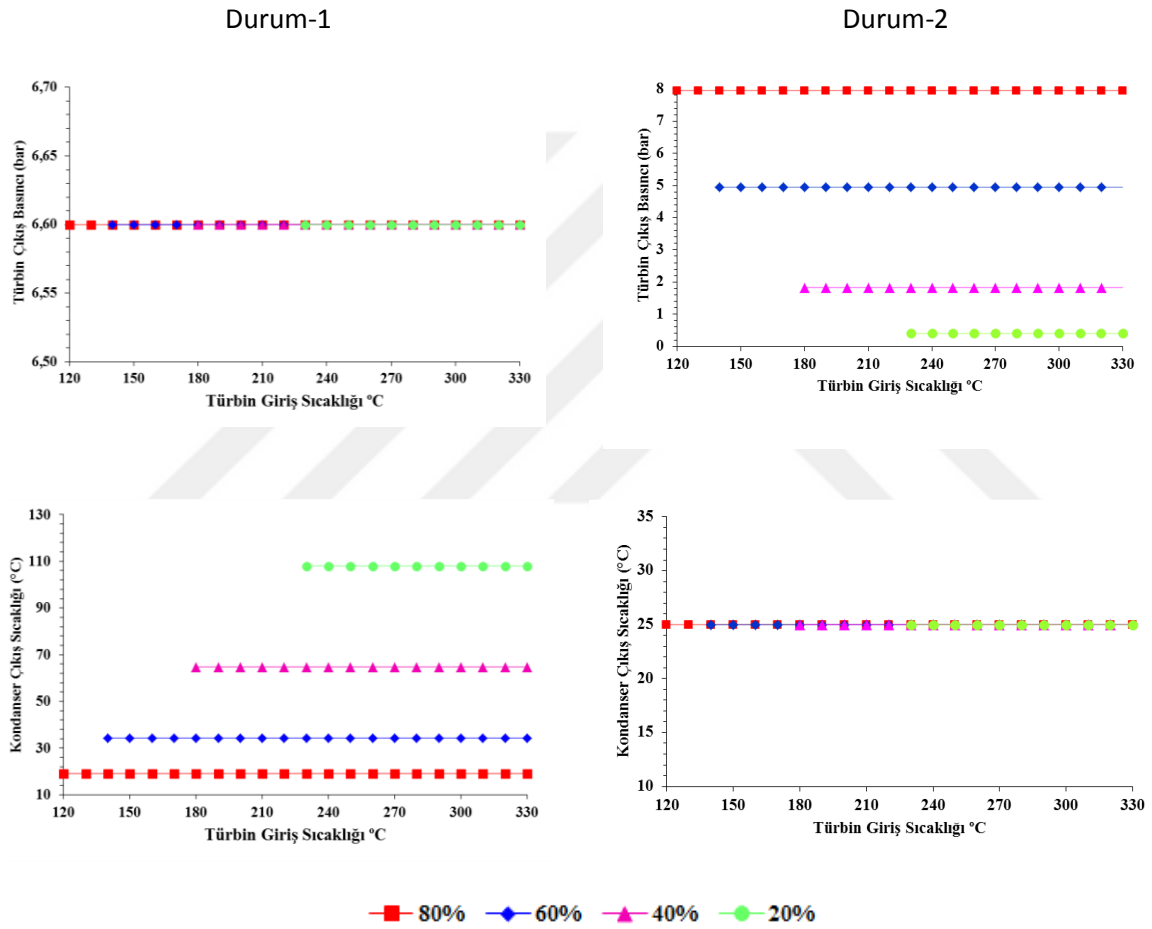 Durum-1
Durum-2
6,70
6,65
6,60
6,55
6,50
Türbin Çıkış Basıncı (bar)
120 150 180 210 240 270 300 330
Türbin Giriş Sıcaklığı ºC
8
7
6
5
4
3
2
1
0
Türbin Çıkış Basıncı (bar)
120 150 180 210 240 270 300 330
Türbin Giriş Sıcaklığı ºC
130
110
90
70
50
30
10
Kondanser Çıkış Sıcaklığı (°C)
120 150 180 210 240 270 300 330
Türbin Giriş Sıcaklığı ºC
35
30
25
20
15
10
Kondanser Çıkış Sıcaklığı (°C)
120 150 180 210 240 270 300 330
Türbin Giriş Sıcaklığı ºC
80% 60% 40% 20%